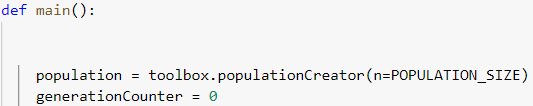 def main():
population = toolbox.populationCreator(n=POPULATION_SIZE)
generationCounter = 0